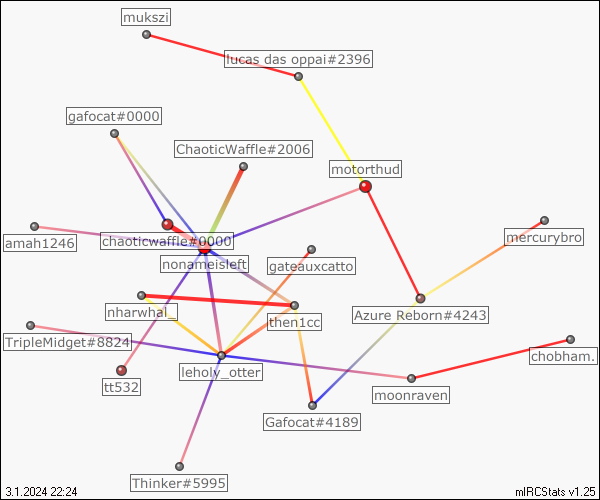 mukszi
lucas das oppai#2396
gafocat#0000
ChaoticWaffle#2006
motorthud
amah1246
chaoticwaffle#0000
mercurybro
nonameisleft
gateauxcatto
nharwhal_
then1cc
Azure Reborn#4243
TripleMidget#8824
chobham.
leholy_otter
tt532
moonraven
Gafocat#4189
Thinker#5995
3.1.2024 22:24
mIRCStats v1.25